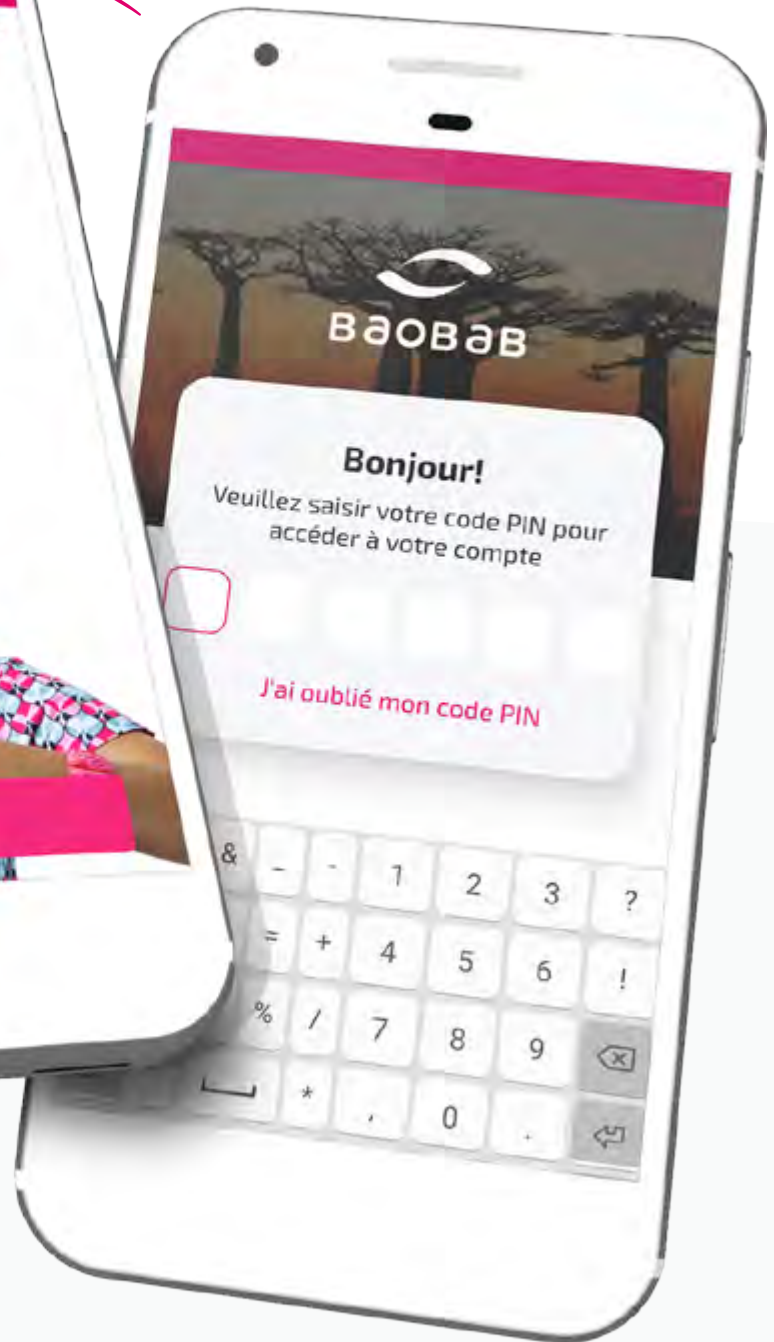 BaOBaB
Bonjour!
Veuillez saisir votre code PIN pour
accéder à votre compte
J'ai oublié mon code PIN
& _ - 1 2 3 ?
= + 4 5 6 !
% / 7 8 9
* , 0 .